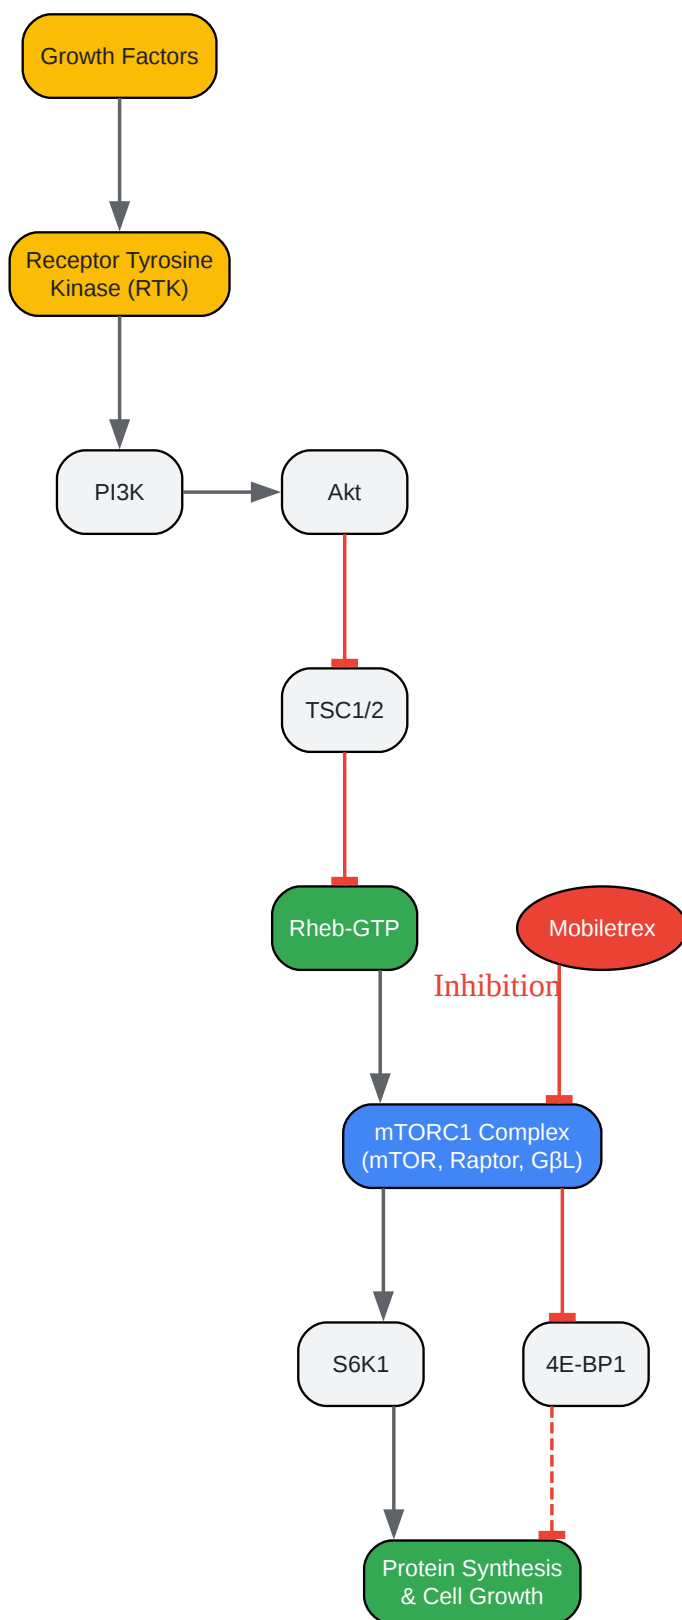 Growth Factors
Receptor Tyrosine
Kinase (RTK)
PI3K
Akt
TSC1/2
Rheb-GTP
Mobiletrex
Inhibition
mTORC1 Complex
(mTOR, Raptor, GβL)
S6K1
4E-BP1
Protein Synthesis
& Cell Growth